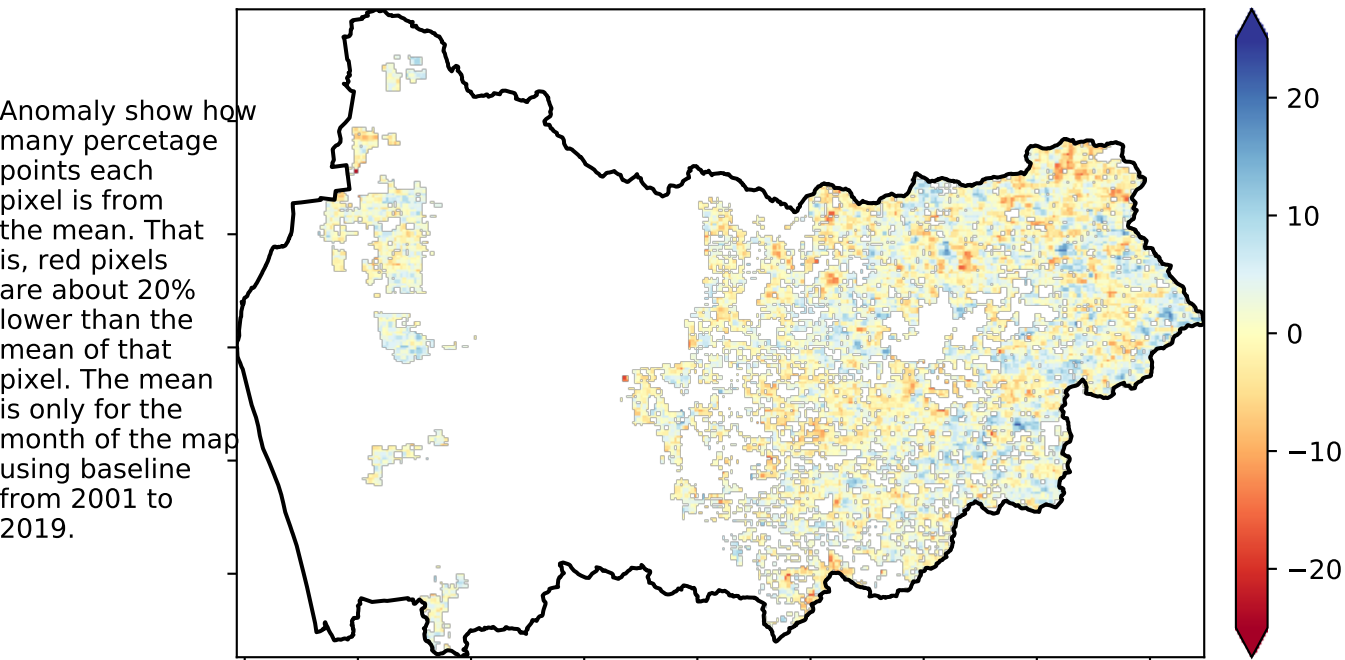 Anomaly show how
many percetage
points each
pixel is from
the mean. That
is, red pixels
are about 20%
lower than the
mean of that
pixel. The mean
is only for the
month of the map
using baseline
from 2001 to
2019.
20
10
0
−10
−20